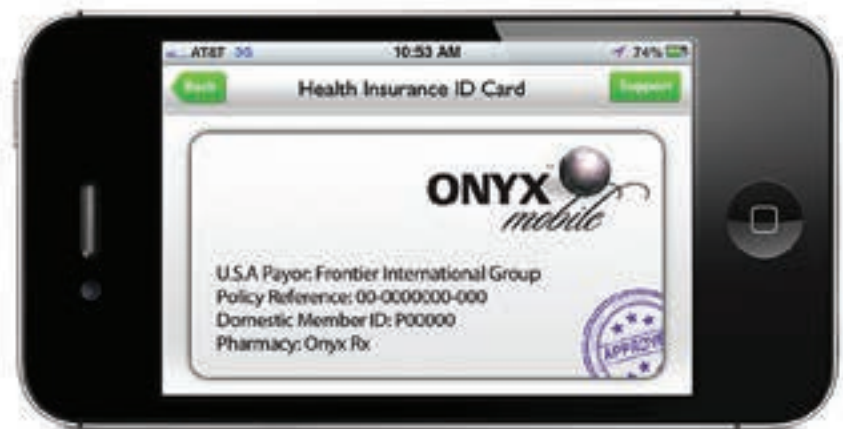 AT&T 3G 10:53 AM 74%
Back Health Insurance ID Card Support
ONYX
mobile
U.S.A Payor: Frontier International Group
Policy Reference: 00-0000000-000
Domestic Member ID: P00000
Pharmacy: Onyx Rx
APPROVE